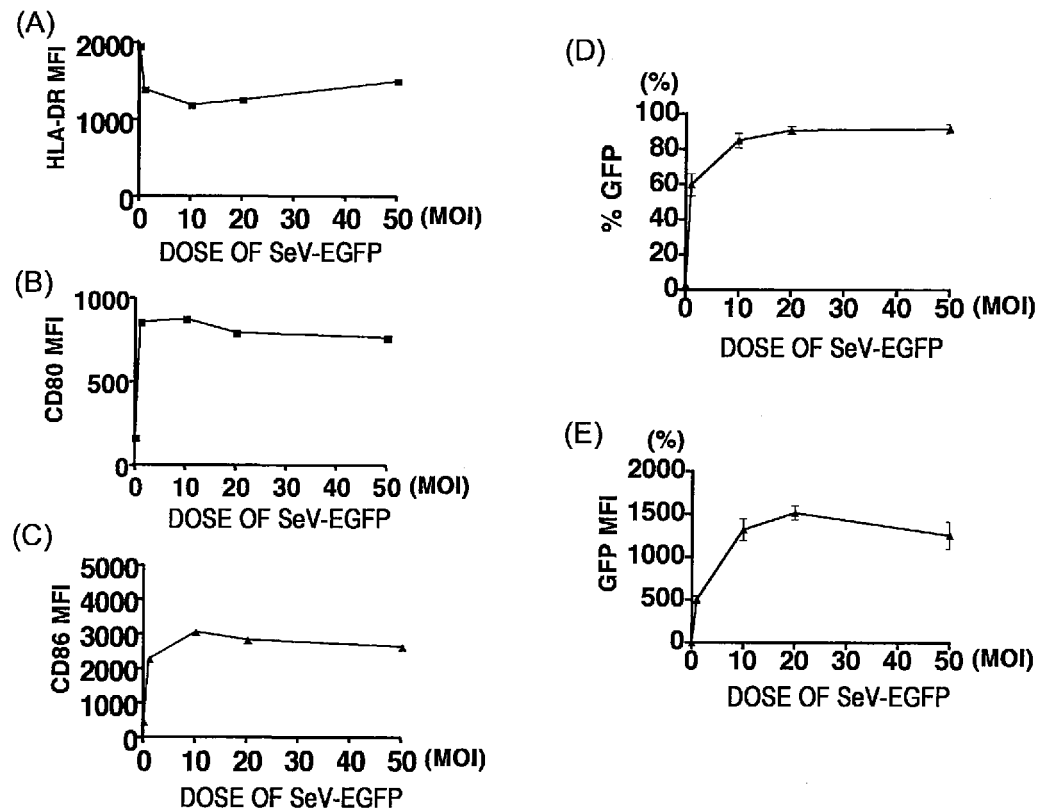 (A)
2000
1000
0
HLA-DR MFI
0 10 20 30 40 50 (MOI)
DOSE OF SeV-EGFP
(B)
1000
500
0
CD80 MFI
0 10 20 30 40 50 (MOI)
DOSE OF SeV-EGFP
(C)
5000
4000
3000
2000
1000
0
CD86 MFI
0 10 20 30 40 50 (MOI)
DOSE OF SeV-EGFP
(D)
(%)
100
80
60
40
20
0
% GFP
0 10 20 30 40 50 (MOI)
DOSE OF SeV-EGFP
(E)
(%)
2000
1500
1000
500
0
GFP MFI
0 10 20 30 40 50 (MOI)
DOSE OF SeV-EGFP